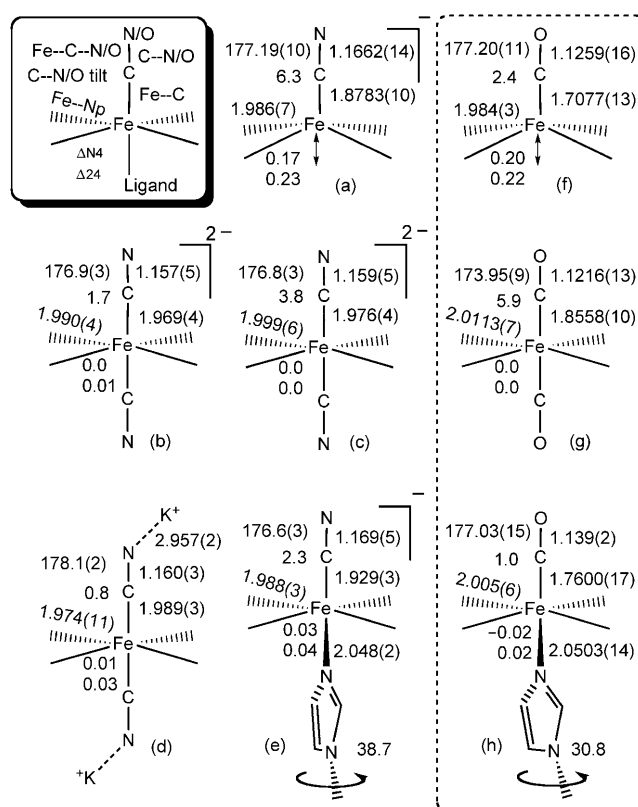 N/O
Fe--C--N/O
C--N/O
C--N/O tilt
C
Fe--Np
Fe--C
Fe
ΔN4
Δ24
Ligand
N
−
177.19(10)
1.1662(14)
C
6.3
1.8783(10)
1.986(7)
Fe
0.17
0.23
(a)
O
177.20(11)
1.1259(16)
C
2.4
1.7077(13)
1.984(3)
Fe
0.20
0.22
(f)
2−
N
176.9(3)
1.157(5)
C
1.7
1.990(4)
1.969(4)
Fe
0.0
0.01
C
N
(b)
2−
N
176.8(3)
1.159(5)
C
3.8
1.999(6)
1.976(4)
Fe
0.0
0.0
C
N
(c)
O
173.95(9)
1.1216(13)
C
5.9
2.0113(7)
1.8558(10)
Fe
0.0
0.0
C
O
(g)
K+
N
2.957(2)
178.1(2)
1.160(3)
C
0.8
1.974(11)
1.989(3)
Fe
0.01
0.03
C
N
+K
(d)
−
N
176.6(3)
1.169(5)
C
2.3
1.988(3)
1.929(3)
Fe
0.03
0.04
2.048(2)
N
N
38.7
(e)
O
177.03(15)
1.139(2)
C
1.0
2.005(6)
1.7600(17)
Fe
−0.02
0.02
2.0503(14)
N
N
30.8
(h)